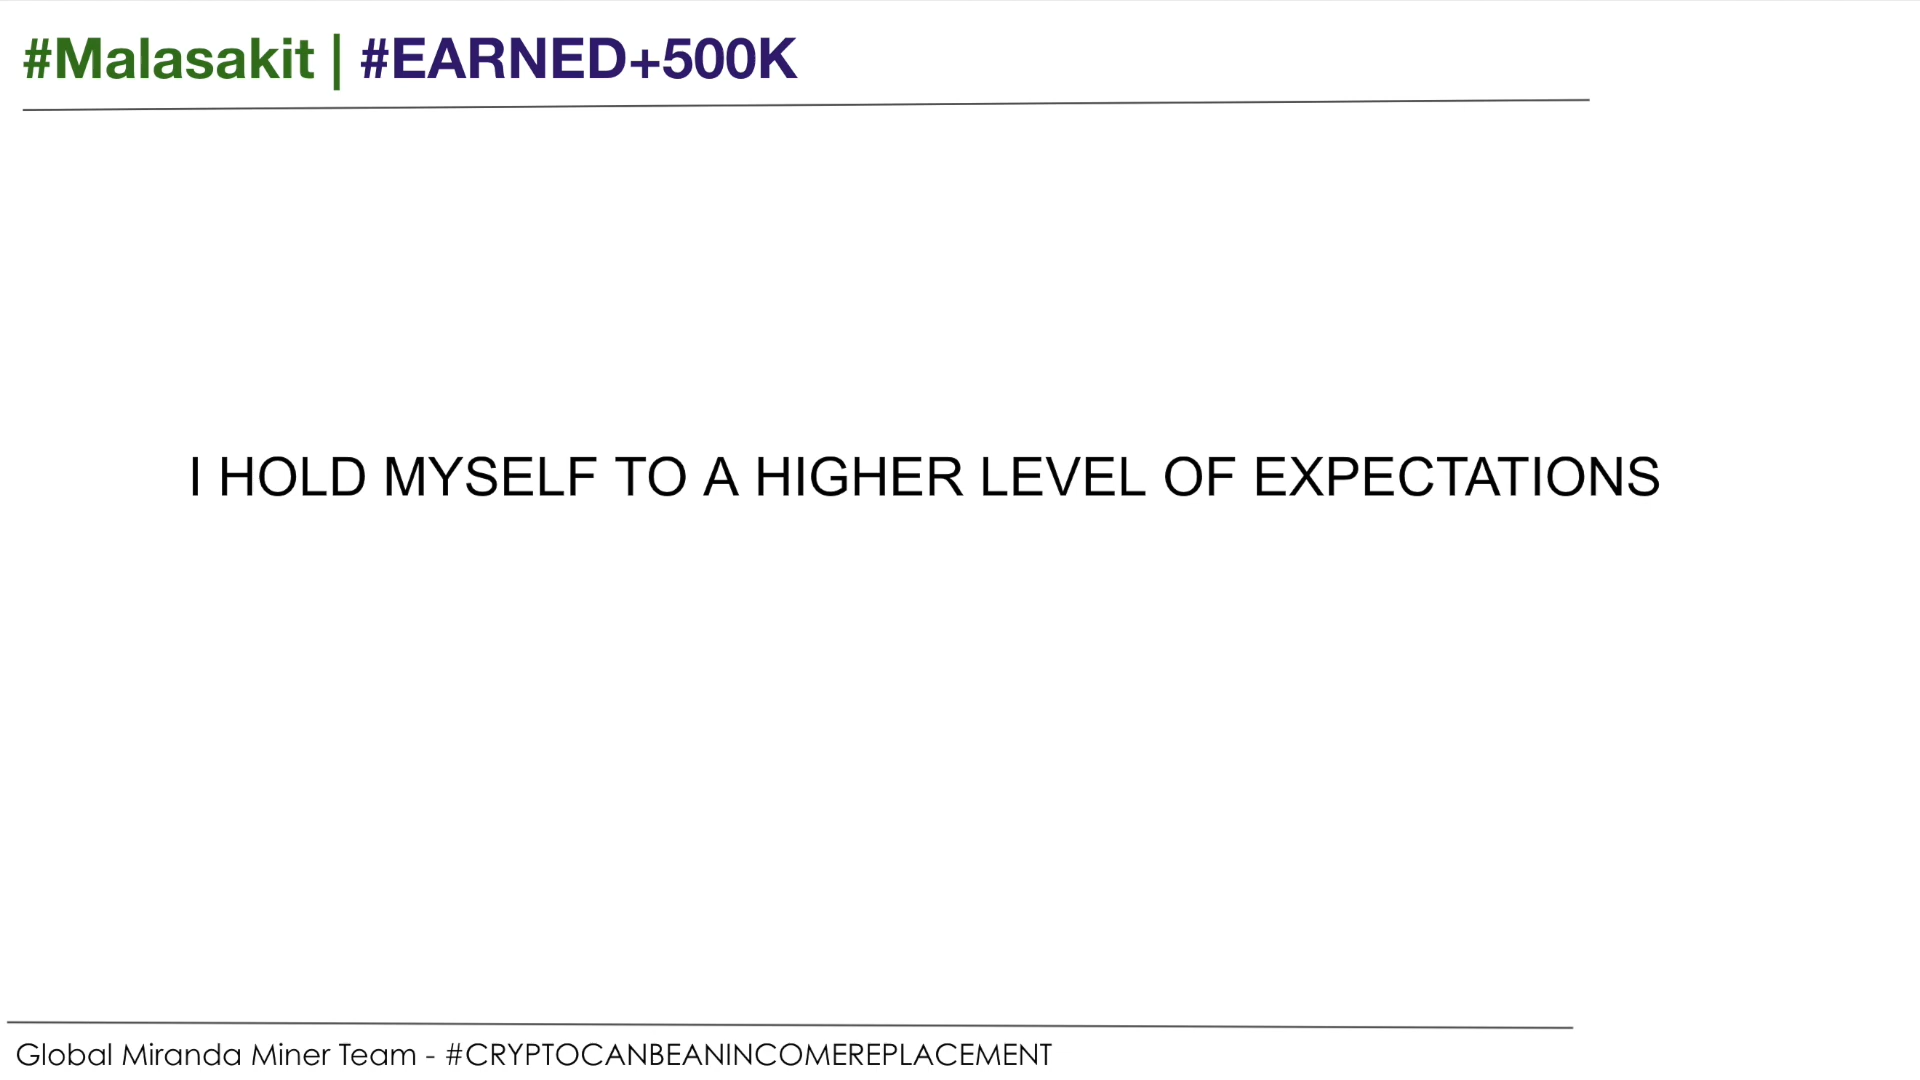 #Malasakit | #EARNED+500K
I HOLD MYSELF TO A HIGHER LEVEL OF EXPECTATIONS
Global Miranda Miner Team - #CRYPTOCANBEANINCOMEREPLACEMENT